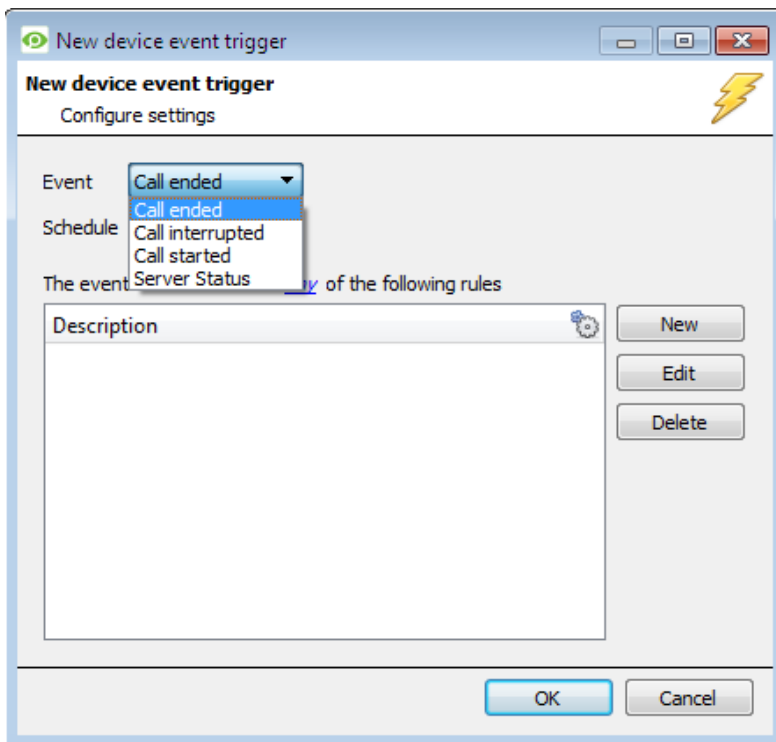 New device event trigger
New device event trigger
Configure settings
Event Call ended
Call ended
Schedule
Call interrupted
Call started
Server Status
The event of the following rules
Description
New
Edit
Delete
OK Cancel